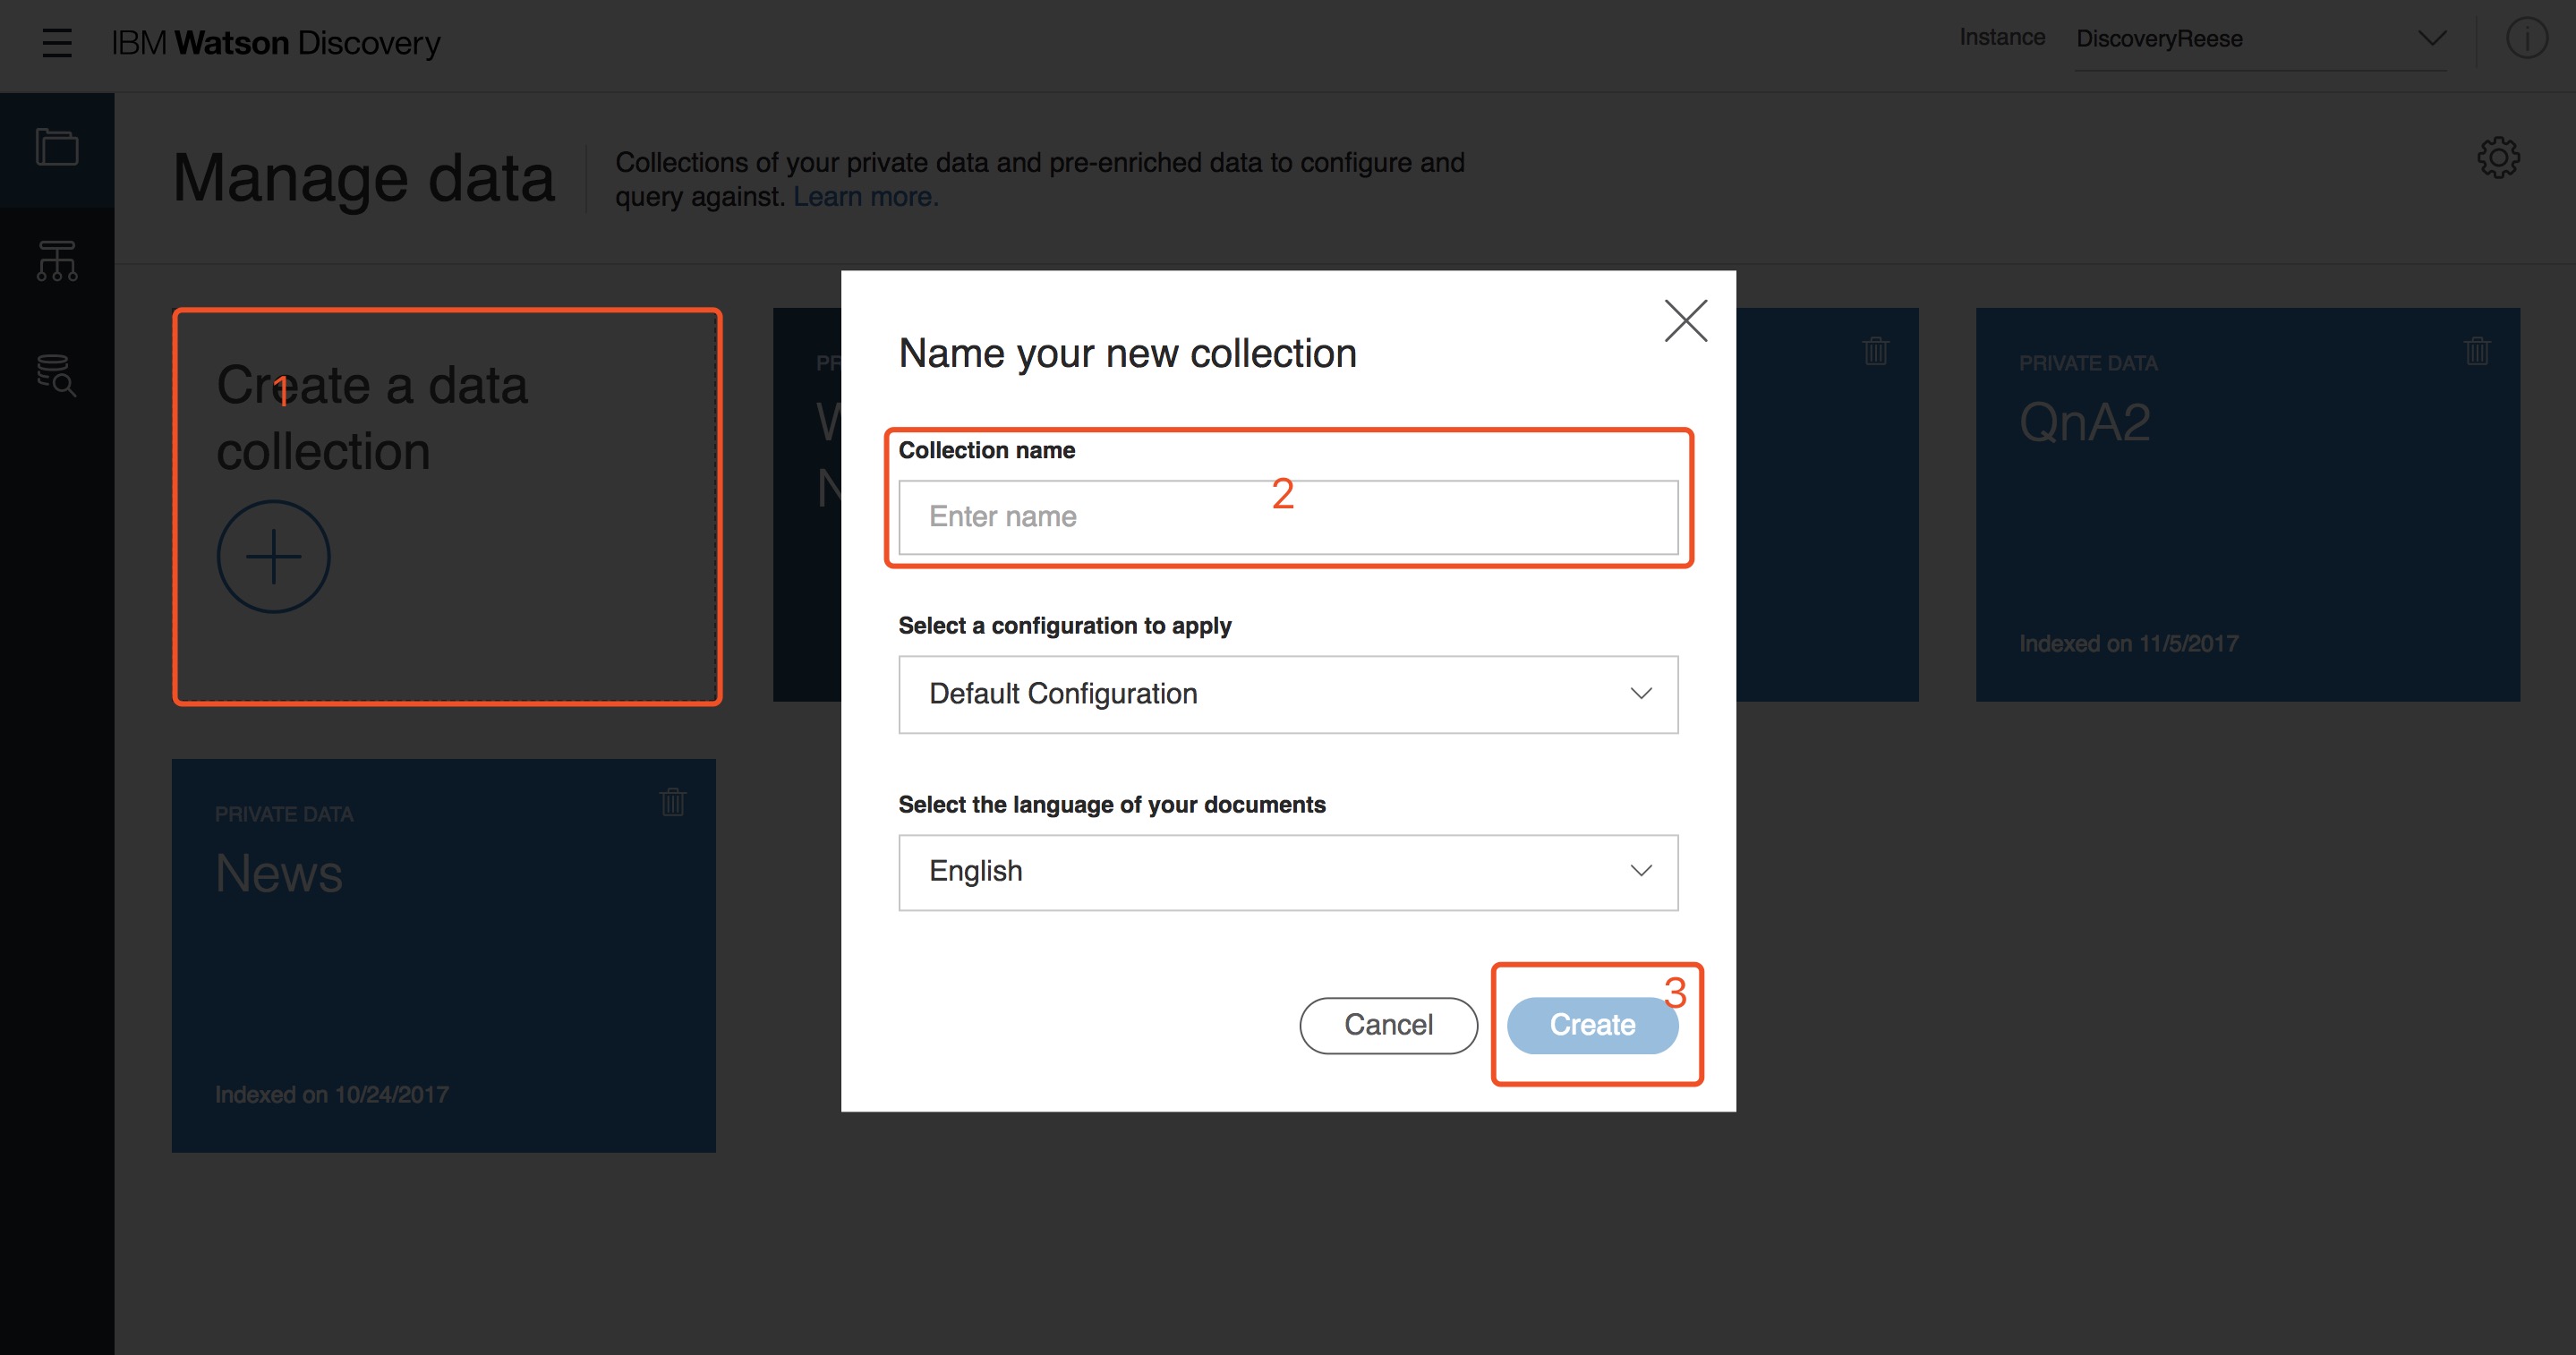 IBM Watson Discovery
Instance DiscoveryReese
Manage data
Collections of your private data and pre-enriched data to configure and
query against. Learn more.
1
Create a data
collection
PRIVATE DATA
QnA2
Indexed on 11/5/2017
PRIVATE DATA
News
Indexed on 10/24/2017
Name your new collection
Collection name
2
Enter name
Select a configuration to apply
Default Configuration
Select the language of your documents
English
3
Cancel
Create